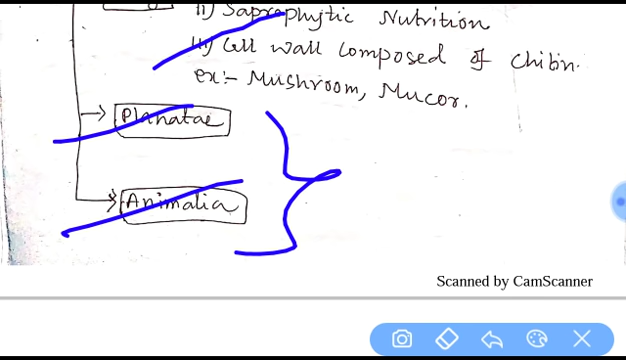 ii) Saprophytic Nutrition
iii) Cell wall composed of Chitin.
ex:- Mushroom, Mucor.
Planatae
Animalia
Scanned by CamScanner